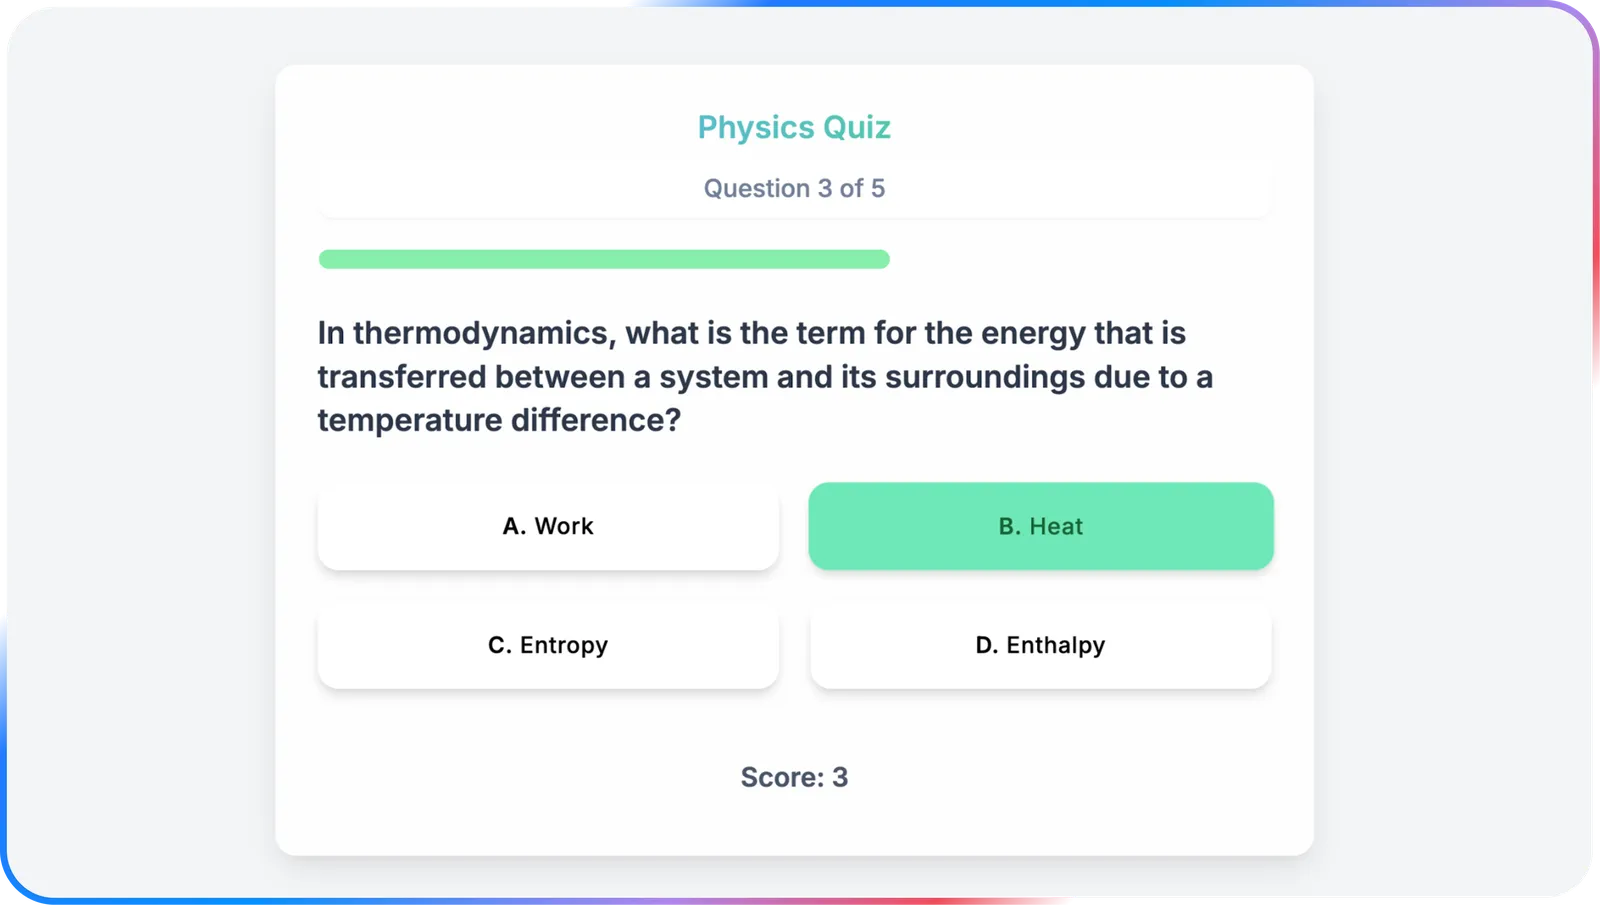 Physics Quiz
Question 3 of 5
In thermodynamics, what is the term for the energy that is
transferred between a system and its surroundings due to a
temperature difference?
A. Work
B. Heat
C. Entropy
D. Enthalpy
Score: 3